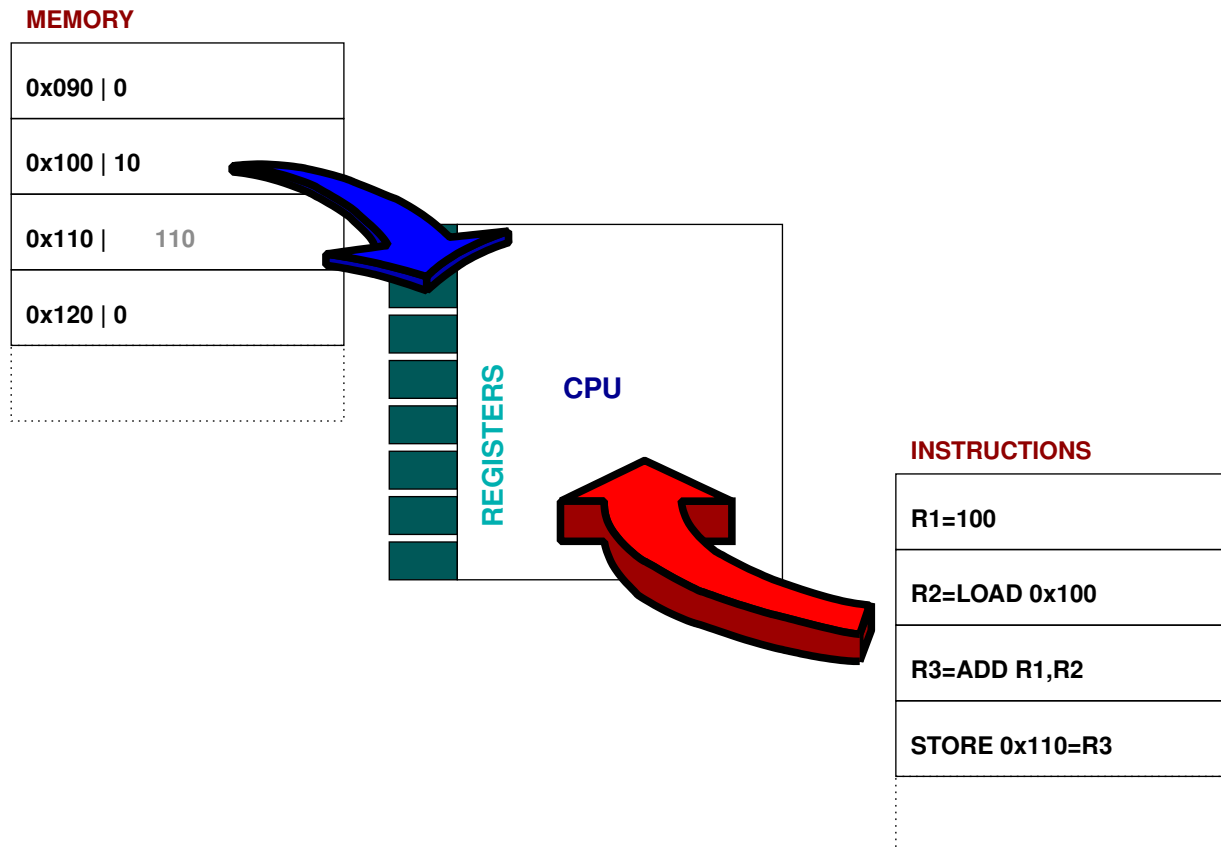 MEMORY
0x090 | 0
0x100 | 10
0x110 | 110
0x120 | 0
REGISTERS
CPU
INSTRUCTIONS
R1=100
R2=LOAD 0x100
R3=ADD R1,R2
STORE 0x110=R3